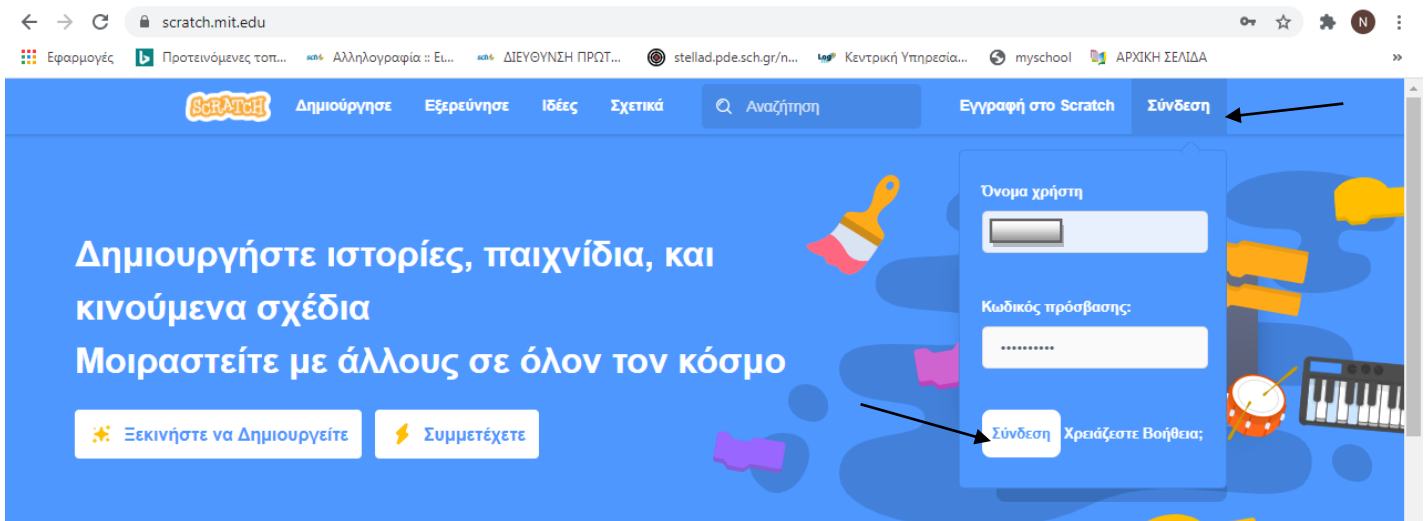 scratch.mit.edu
N
Εφαρμογές Προτεινόμενες τοπ... Αλληλογραφία :: Ει... ΔΙΕΥΘΥΝΣΗ ΠΡΩΤ... stellad.pde.sch.gr/n... Κεντρική Υπηρεσία... myschool ΑΡΧΙΚΗ ΣΕΛΙΔΑ »
SCRATCH Δημιούργησε Εξερεύνησε Ιδέες Σχετικά Αναζήτηση Εγγραφή στο Scratch Σύνδεση
Όνομα χρήστη
Δημιουργήστε ιστορίες, παιχνίδια, και
κινούμενα σχέδια
Μοιραστείτε με άλλους σε όλον τον κόσμο
Κωδικός πρόσβασης:
••••••••••
Ξεκινήστε να Δημιουργείτε Συμμετέχετε
Σύνδεση Χρειάζεστε Βοήθεια;